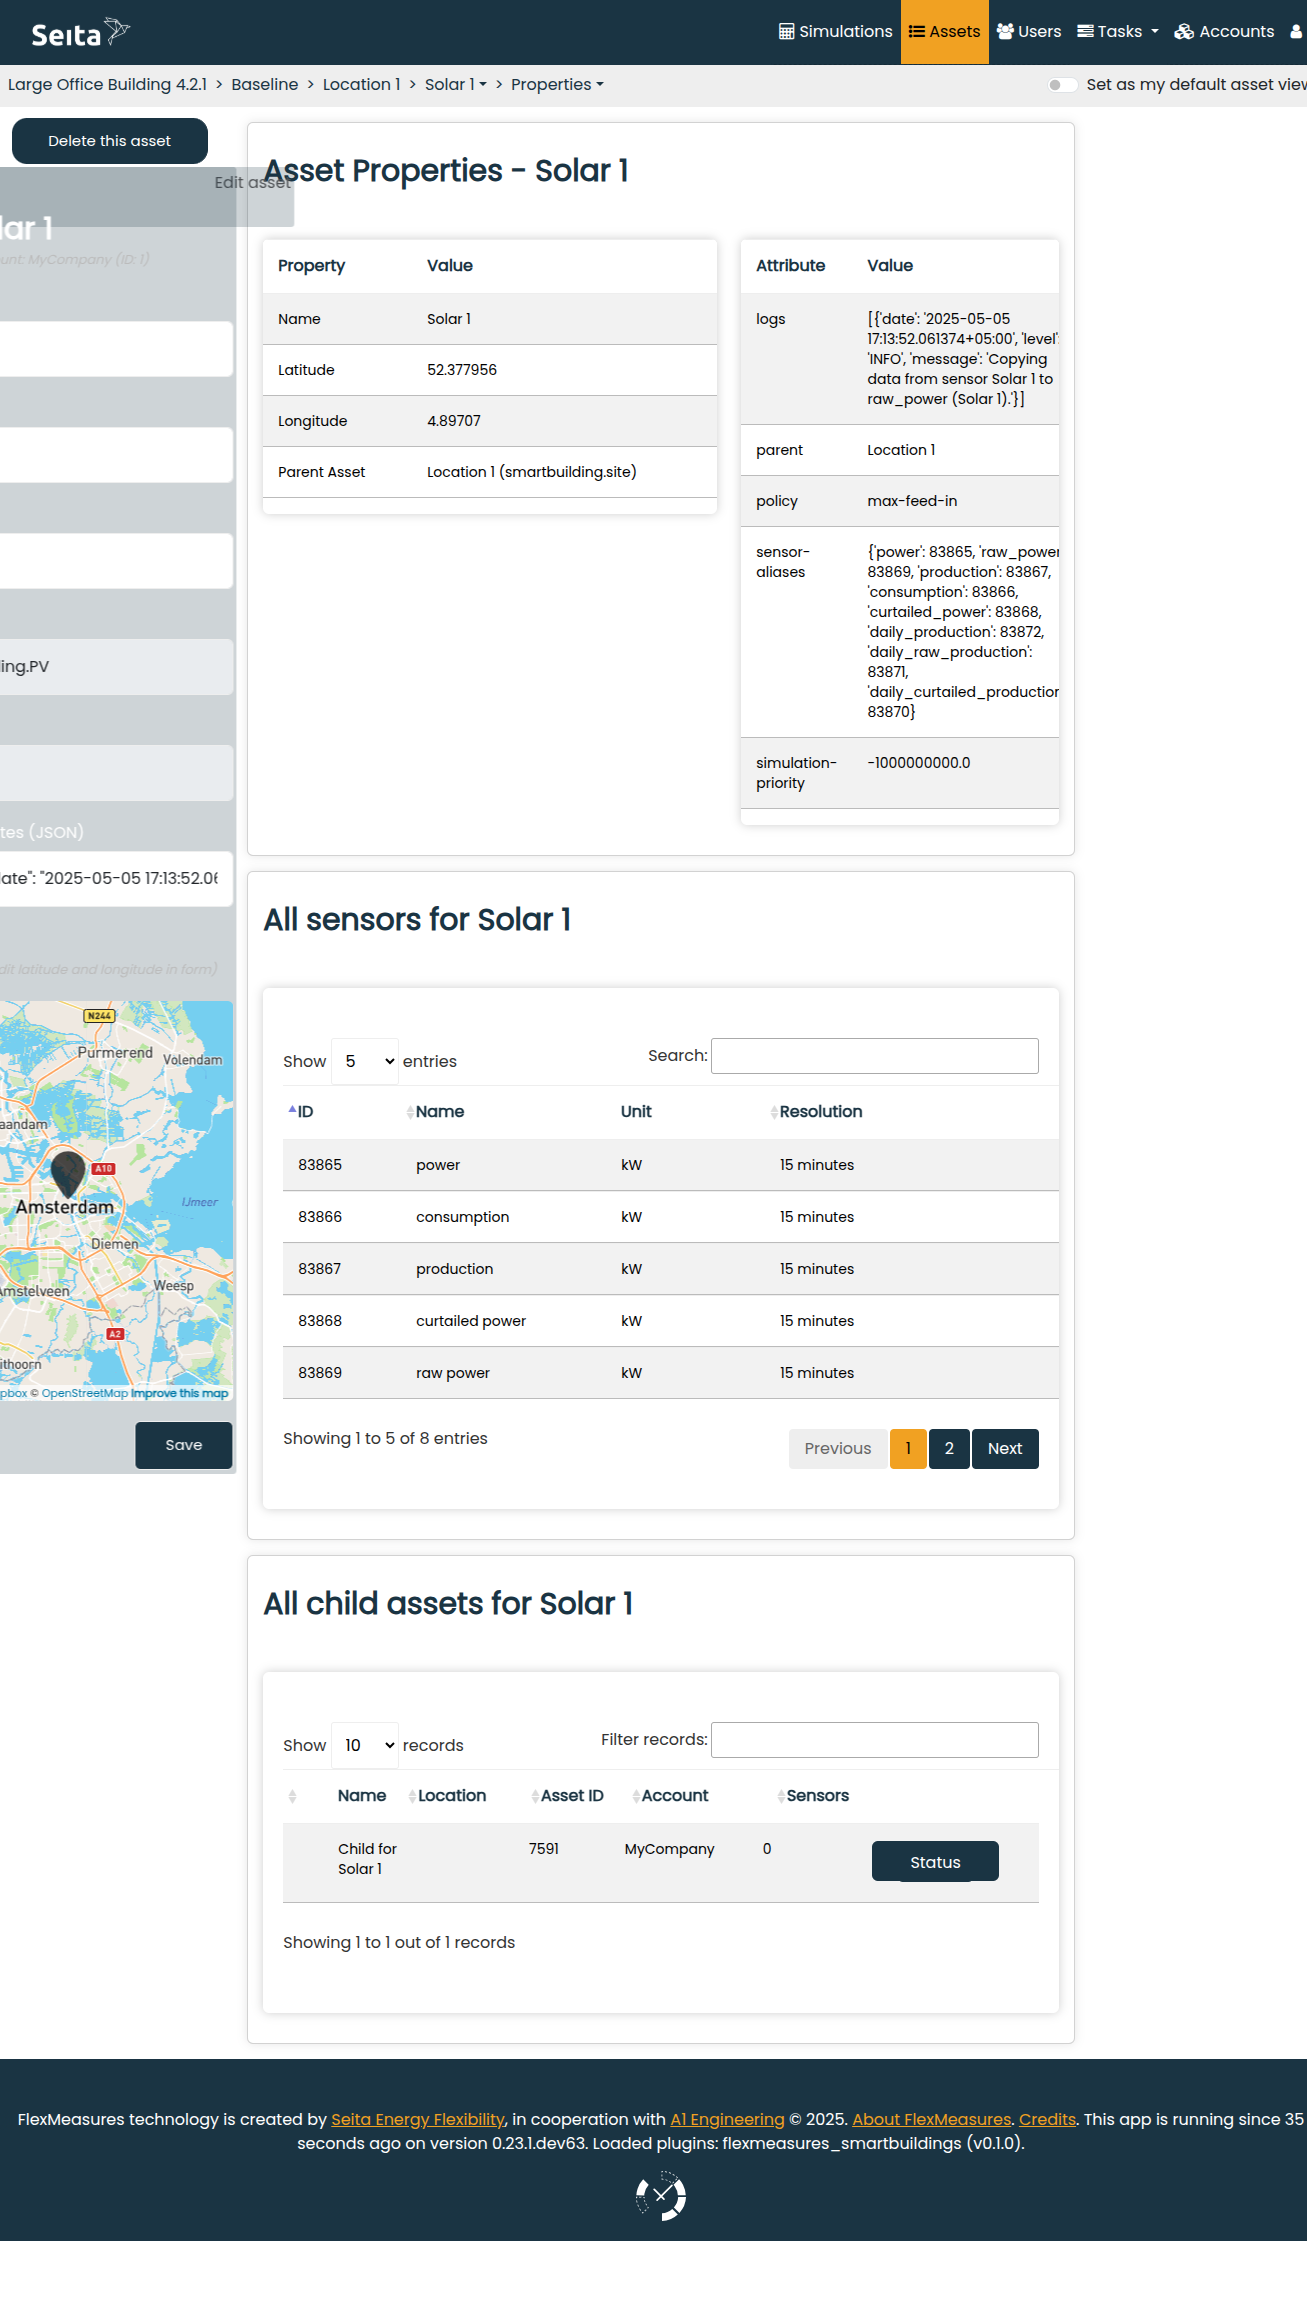 Seita
Simulations
Assets
Users
Tasks
Accounts
Large Office Building 4.2.1 > Baseline > Location 1 > Solar 1 > Properties
Set as my default asset view
Delete this asset
Edit asset
lar 1
unt: MyCompany (ID: 1)
ing.PV
tes (JSON)
late": "2025-05-05 17:13:52.06
dit latitude and longitude in form)
N244
Purmerend
Volendam
aandam
A10
Amsterdam
IJmeer
Diemen
Amstelveen
Weesp
A2
ithoorn
pbox © OpenStreetMap Improve this map
Save
Asset Properties - Solar 1
Property Value
Name Solar 1
Latitude 52.377956
Longitude 4.89707
Parent Asset Location 1 (smartbuilding.site)
Attribute Value
logs [{'date': '2025-05-05
17:13:52.061374+05:00', 'level':
'INFO', 'message': 'Copying
data from sensor Solar 1 to
raw_power (Solar 1).'}]
parent Location 1
policy max-feed-in
sensor-aliases {'power': 83865, 'raw_power
83869, 'production': 83867,
'consumption': 83866,
'curtailed_power': 83868,
'daily_production': 83872,
'daily_raw_production':
83871,
'daily_curtailed_production
83870}
simulation-priority -1000000000.0
All sensors for Solar 1
Show 5 entries
Search:
ID Name Unit Resolution
83865 power kW 15 minutes
83866 consumption kW 15 minutes
83867 production kW 15 minutes
83868 curtailed power kW 15 minutes
83869 raw power kW 15 minutes
Showing 1 to 5 of 8 entries
Previous 1 2 Next
All child assets for Solar 1
Show 10 records
Filter records:
Name Location Asset ID Account Sensors
Child for Solar 1 7591 MyCompany 0 Status
Showing 1 to 1 out of 1 records
FlexMeasures technology is created by Seita Energy Flexibility, in cooperation with A1 Engineering © 2025. About FlexMeasures. Credits. This app is running since 35
seconds ago on version 0.23.1.dev63. Loaded plugins: flexmeasures_smartbuildings (v0.1.0).